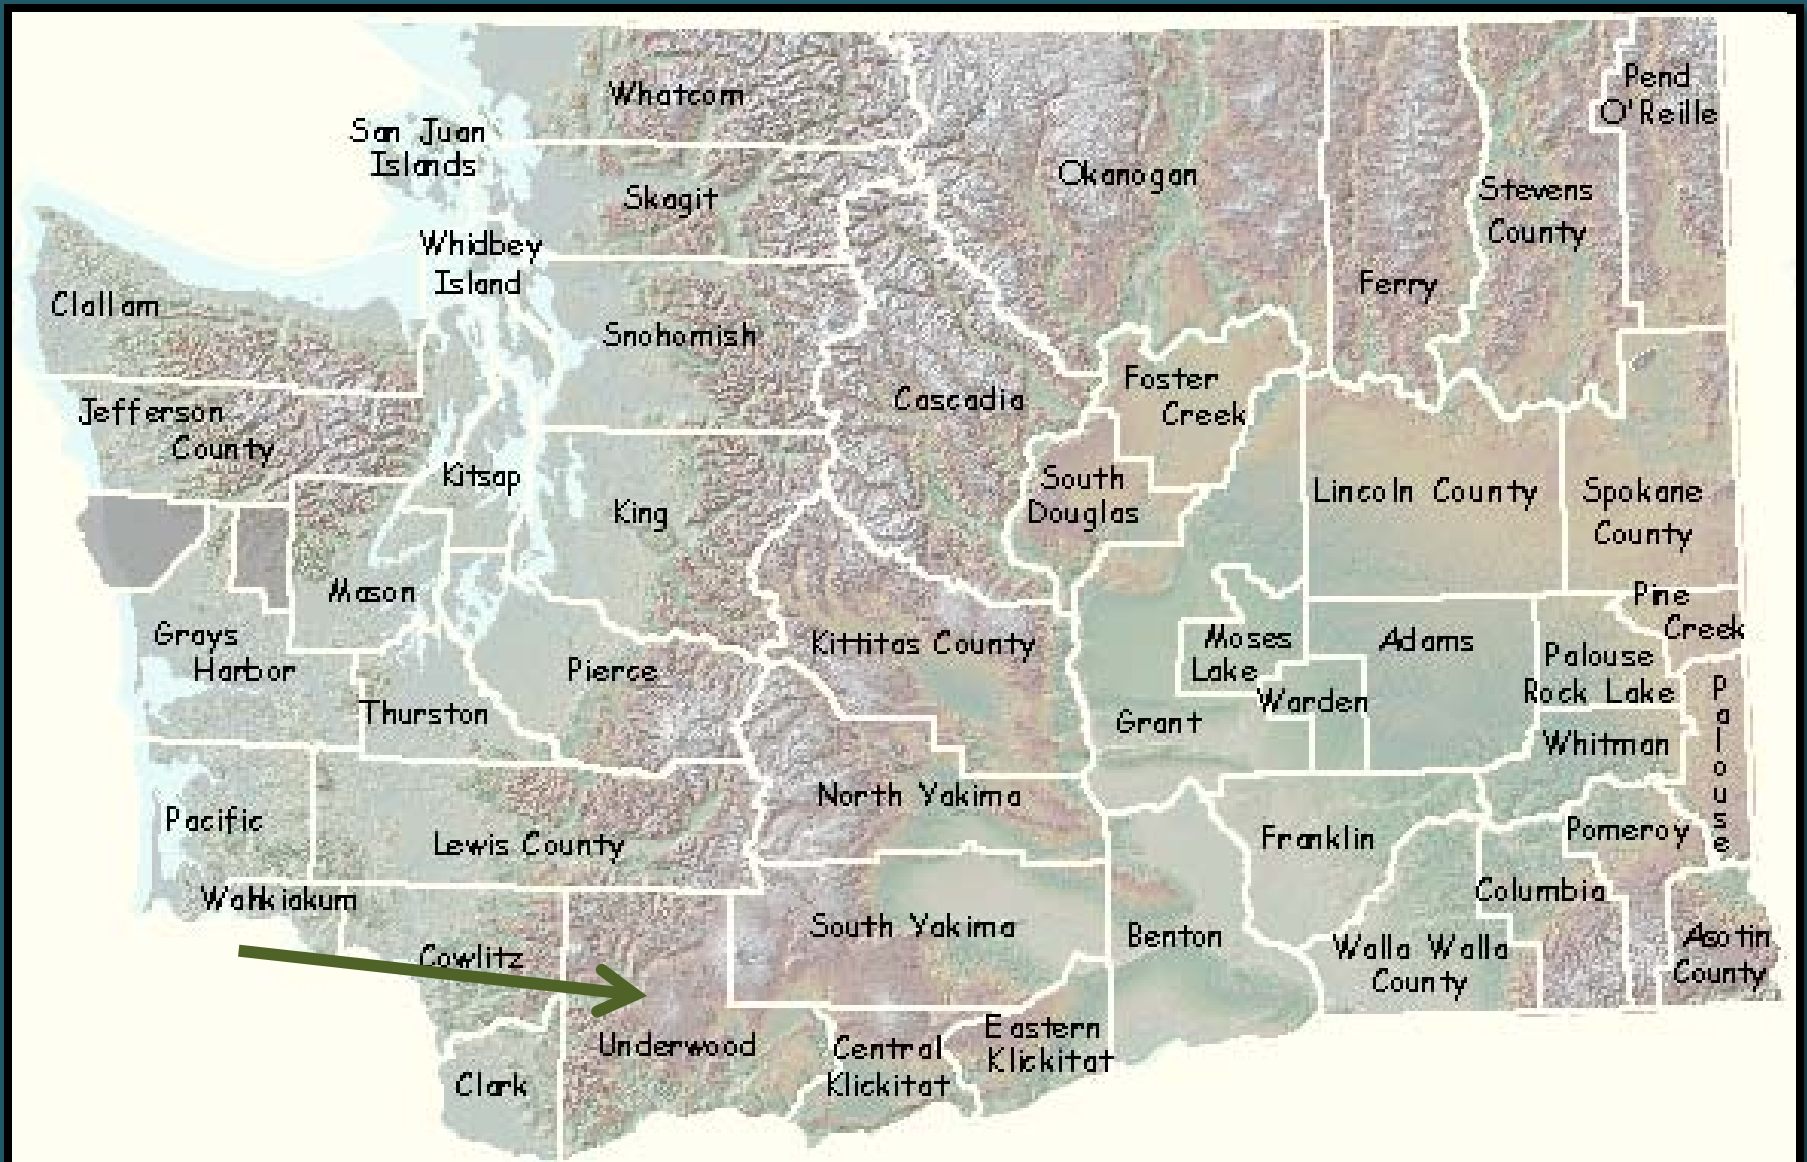 Whatcom
San Juan
Islands
Skagit
Whidbey
Island
Clallam
Snohomish
Jefferson
County
Kitsap
King
Mason
Grays
Harbor
Thurston
Pierce
Pacific
Lewis County
Wahkiakum
Cowlitz
Clark
Underwood
Okanogan
Cascadia
Foster
Creek
South
Douglas
Kittitas County
North Yakima
South Yakima
Central
Klickitat
Eastern
Klickitat
Ferry
Stevens
County
Pend
O'Reille
Lincoln County
Spokane
County
Moses
Lake
Warden
Grant
Adams
Pine
Creek
Palouse
Rock Lake
Whitman
Palouse
Franklin
Benton
Pomeroy
Columbia
Walla Walla
County
Asotin
County